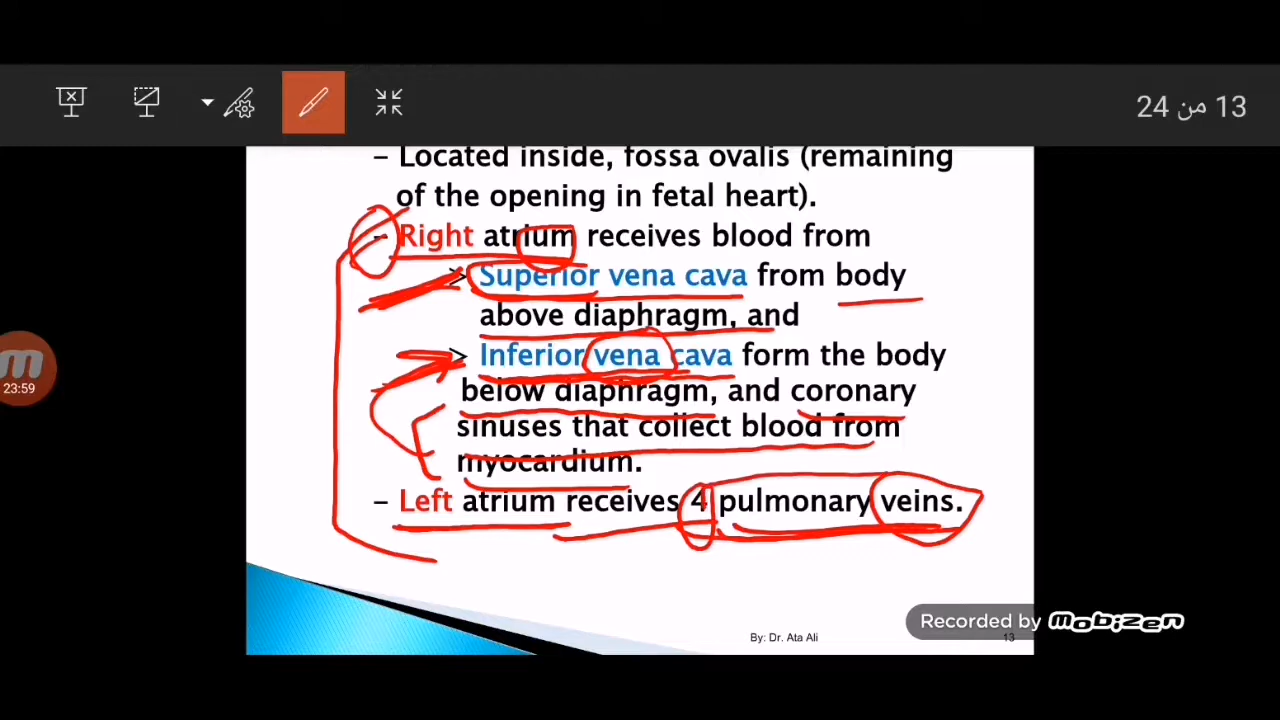 13 من 24
– Located inside, fossa ovalis (remaining
of the opening in fetal heart).
– Right atrium receives blood from
➢ Superior vena cava from body
above diaphragm, and
➢ Inferior vena cava form the body
below diaphragm, and coronary
sinuses that collect blood from
myocardium.
– Left atrium receives 4 pulmonary veins.
m
23:59
Recorded by mobizen
By: Dr. Ata Ali
13